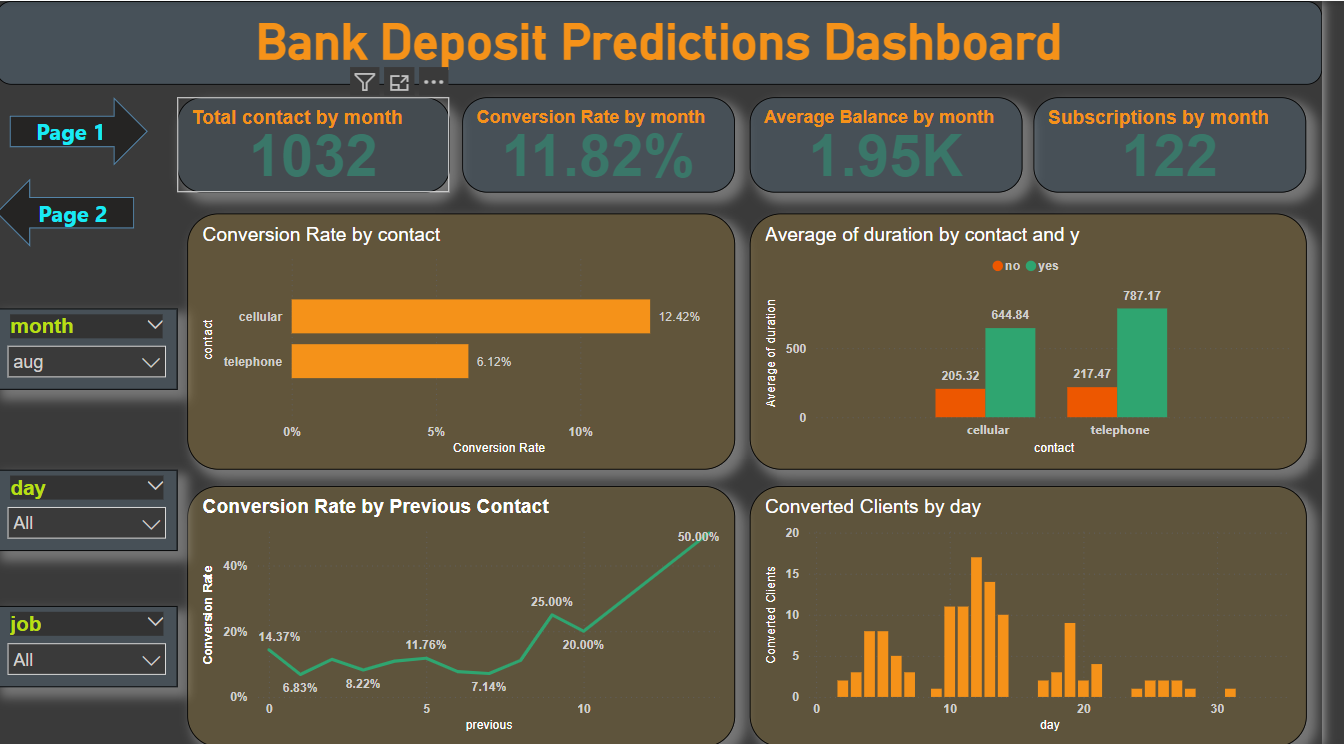 Bank Deposit Predictions Dashboard
Page 1
Page 2
Total contact by month
1032
Conversion Rate by month
11.82%
Average Balance by month
1.95K
Subscriptions by month
122
month
aug
day
All
job
All
Conversion Rate by contact
contact
cellular
12.42%
telephone
6.12%
0% 5% 10%
Conversion Rate
Average of duration by contact and y
no yes
Average of duration
500
0
205.32 644.84 217.47 787.17
cellular telephone
contact
Conversion Rate by Previous Contact
Conversion Rate
40%
20%
0%
14.37% 6.83% 8.22% 11.76% 7.14% 25.00% 20.00% 50.00%
0 5 10
previous
Converted Clients by day
Converted Clients
20
15
10
5
0
0 10 20 30
day